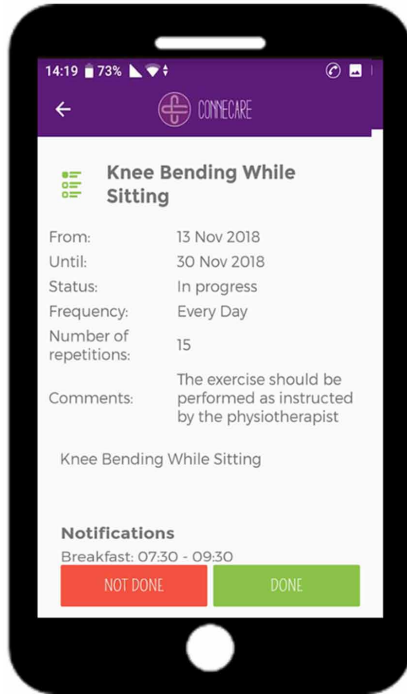 14:19 73%
CONNECARE
Knee Bending While
Sitting
From: 13 Nov 2018
Until: 30 Nov 2018
Status: In progress
Frequency: Every Day
Number of
repetitions: 15
Comments: The exercise should be
performed as instructed
by the physiotherapist
Knee Bending While Sitting
Notifications
Breakfast: 07:30 - 09:30
NOT DONE DONE